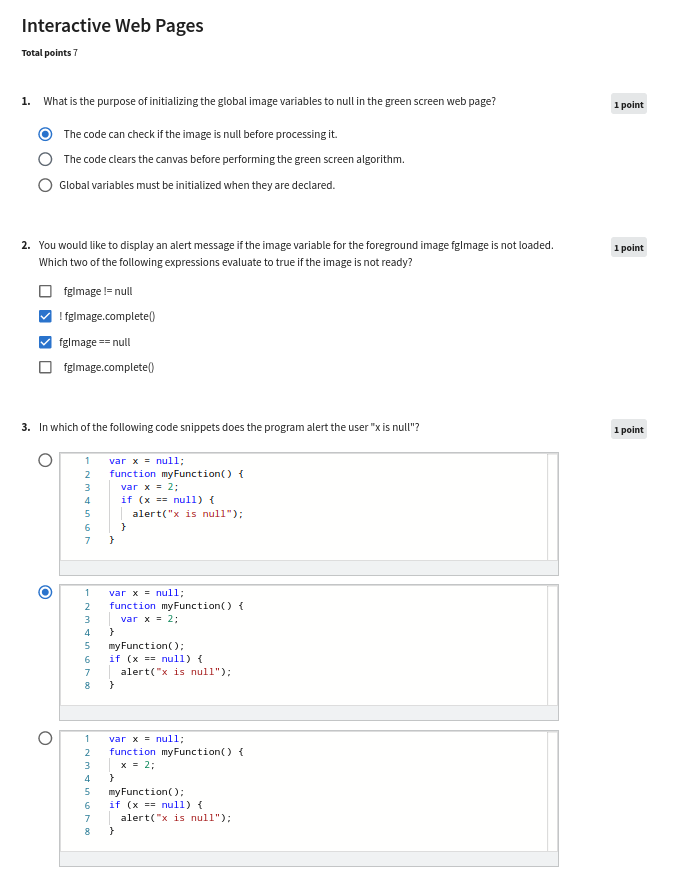 Interactive Web Pages
Total points 7
1. What is the purpose of initializing the global image variables to null in the green screen web page?
1 point
The code can check if the image is null before processing it.
The code clears the canvas before performing the green screen algorithm.
Global variables must be initialized when they are declared.
2. You would like to display an alert message if the image variable for the foreground image fgImage is not loaded.
1 point
Which two of the following expressions evaluate to true if the image is not ready?
fgImage != null
! fgImage.complete()
fgImage == null
fgImage.complete()
3. In which of the following code snippets does the program alert the user "x is null"?
1 point
1 var x = null;
2 function myFunction() {
3 var x = 2;
4 if (x == null) {
5 alert("x is null");
6 }
7 }
1 var x = null;
2 function myFunction() {
3 var x = 2;
4 }
5 myFunction();
6 if (x == null) {
7 alert("x is null");
8 }
1 var x = null;
2 function myFunction() {
3 x = 2;
4 }
5 myFunction();
6 if (x == null) {
7 alert("x is null");
8 }